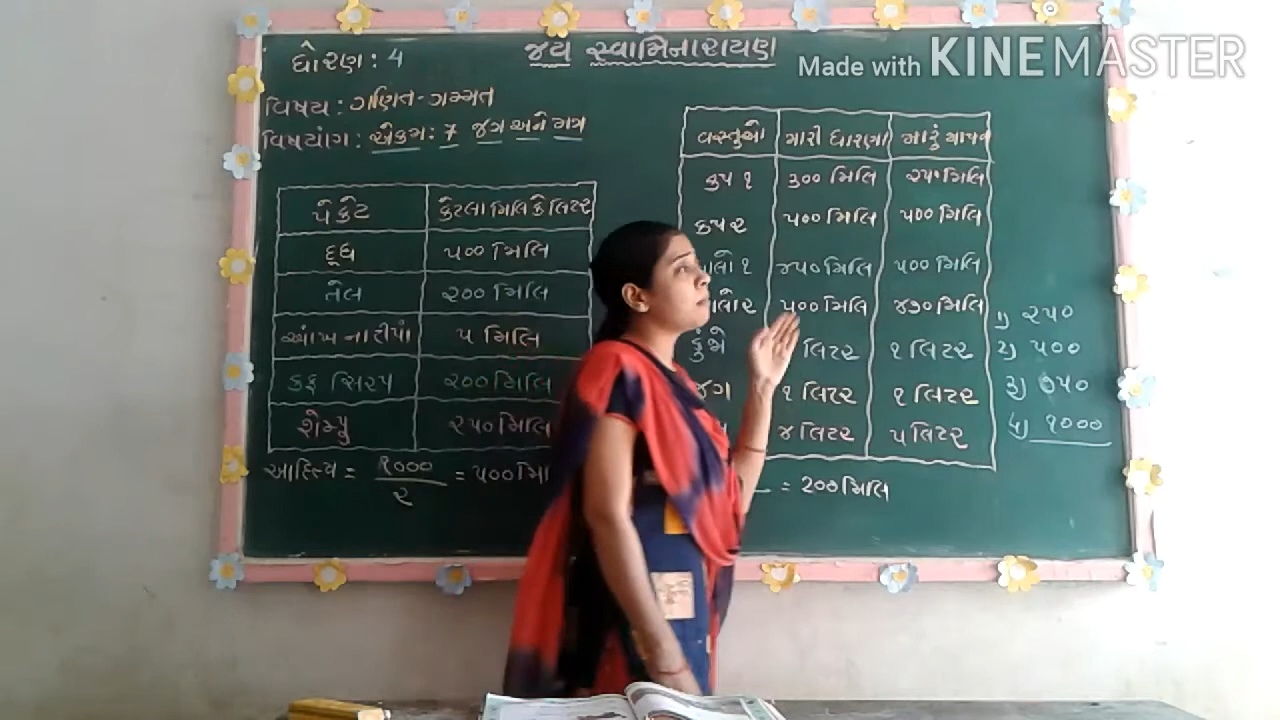 જય સ્વામિનારાયણ
Made with KINEMASTER
ધોરણ : 4
વિષય : ગણિત-ગમ્મત
વિષયાંગ : એકમ: 7 જગ અને મગ
પેકેટ કેટલા મિલિ કે લિટર
દૂધ ૫૦૦ મિલિ
તેલ ૨૦૦ મિલિ
આંખ ના ટીપાં ૫ મિલિ
કફ સિરપ ૨૦૦ મિલિ
શેમ્પુ ૨૫૦ મિલિ
= ૧૦૦૦ / ૨ = ૫૦૦ મિ
વસ્તુઓ મારી ધારણા મારું માપન
કપ ૧ ૩૦૦ મિલિ ૨૫૦ મિલિ
કપ ૨ ૫૦૦ મિલિ ૫૦૦ મિલિ
લો ૧ ૪૫૦ મિલિ ૫૦૦ મિલિ
લો ૨ ૫૦૦ મિલિ ૪૭૦ મિલિ
લિટર ૧ લિટર
જગ ૧ લિટર ૧ લિટર
૪ લિટર ૫ લિટર
= ૨૦૦ મિલિ
૧) ૨૫૦
૨) ૫૦૦
૩) ૭૫૦
૪) ૧૦૦૦